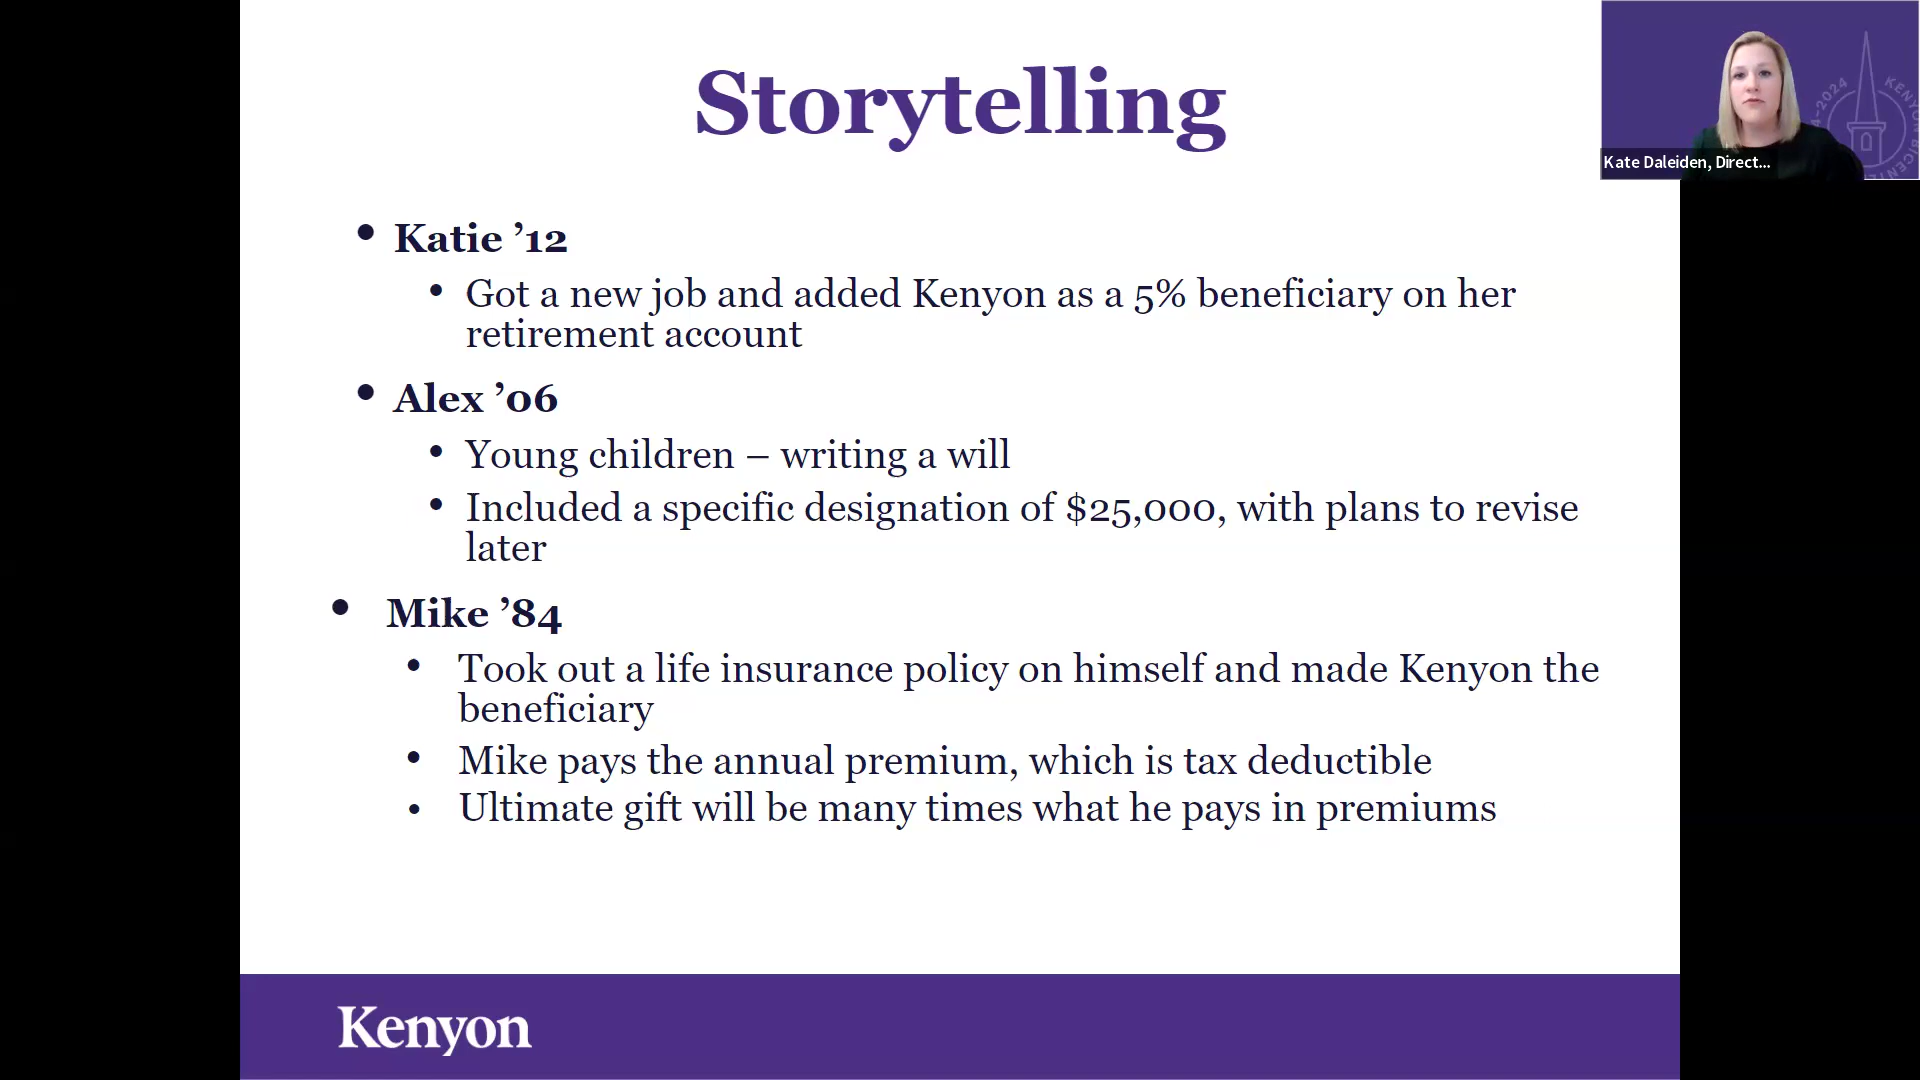 Storytelling
Kate Daleiden, Direct...
• Katie ’12
• Got a new job and added Kenyon as a 5% beneficiary on her
retirement account
• Alex ’06
• Young children – writing a will
• Included a specific designation of $25,000, with plans to revise
later
• Mike ’84
• Took out a life insurance policy on himself and made Kenyon the
beneficiary
• Mike pays the annual premium, which is tax deductible
• Ultimate gift will be many times what he pays in premiums
Kenyon